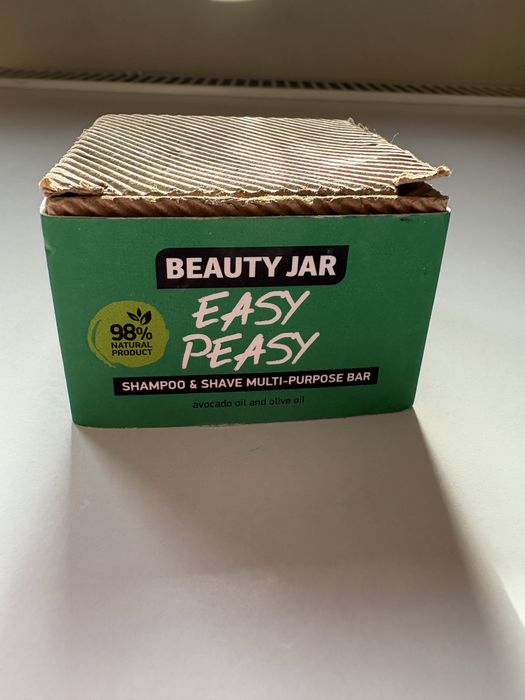 BEAUTY JAR
EASY
PEASY
98%
NATURAL
PRODUCT
SHAMPOO & SHAVE MULTI-PURPOSE BAR
avocado oil and olive oil